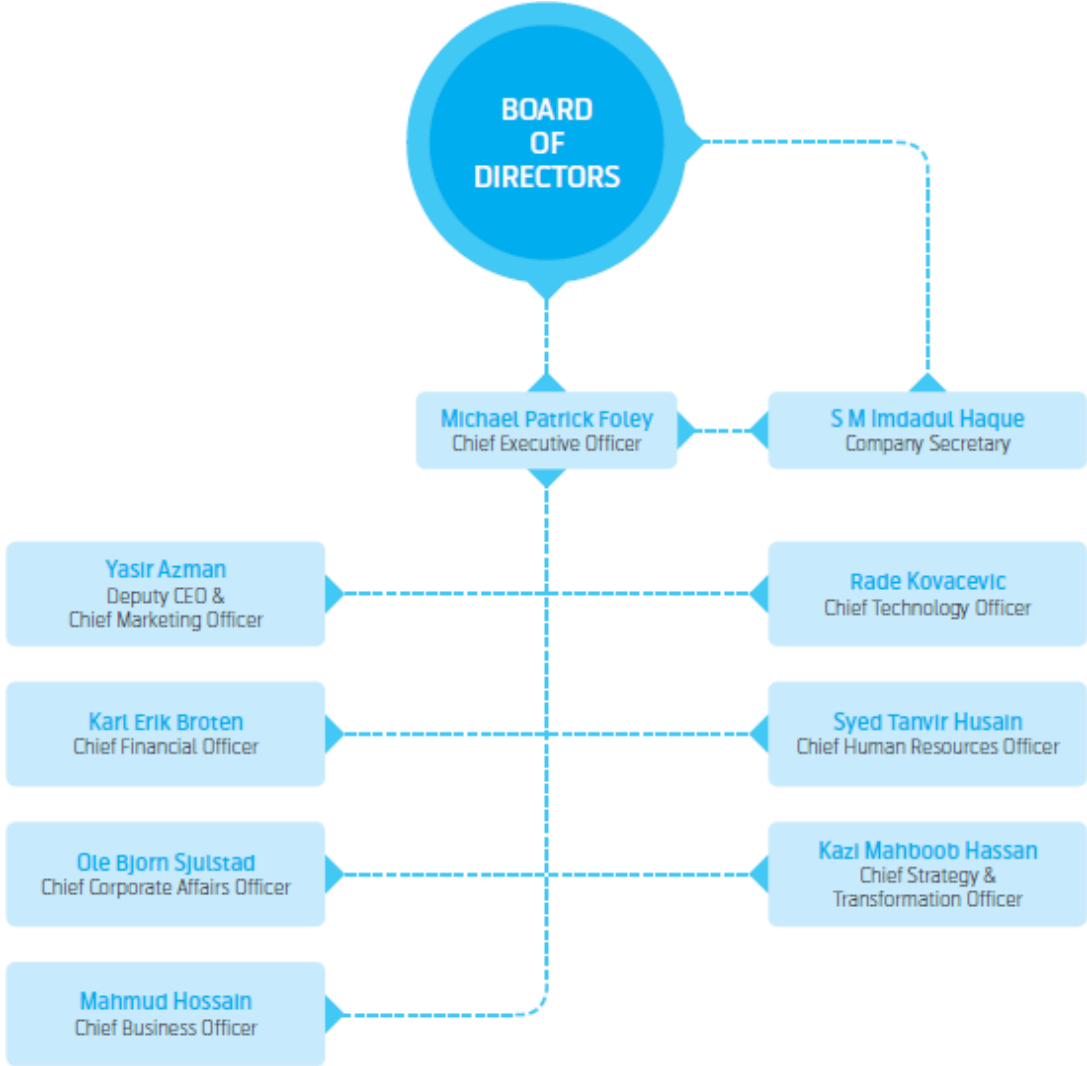 BOARD
OF
DIRECTORS
Michael Patrick Foley
Chief Executive Officer
S M Imdadul Haque
Company Secretary
Yasir Azman
Deputy CEO &
Chief Marketing Officer
Rade Kovacevic
Chief Technology Officer
Karl Erik Broten
Chief Financial Officer
Syed Tanvir Husain
Chief Human Resources Officer
Ole Bjorn Sjulstad
Chief Corporate Affairs Officer
Kazi Mahboob Hassan
Chief Strategy &
Transformation Officer
Mahmud Hossain
Chief Business Officer